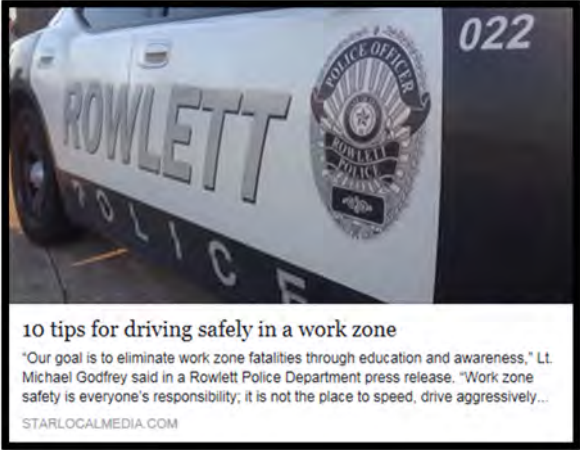 022
POLICE OFFICER
ROWLETT
ROWLETT
POLICE
POLICE
10 tips for driving safely in a work zone
“Our goal is to eliminate work zone fatalities through education and awareness,” Lt.
Michael Godfrey said in a Rowlett Police Department press release. “Work zone
safety is everyone’s responsibility; it is not the place to speed, drive aggressively...
STARLOCALMEDIA.COM